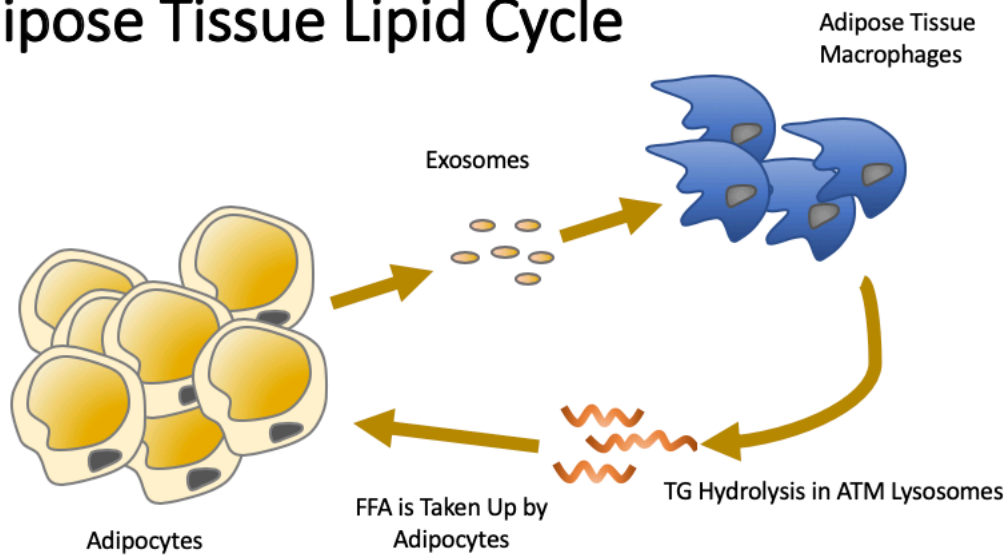 ipose Tissue Lipid Cycle
Adipose Tissue
Macrophages
Exosomes
TG Hydrolysis in ATM Lysosomes
FFA is Taken Up by
Adipocytes
Adipocytes